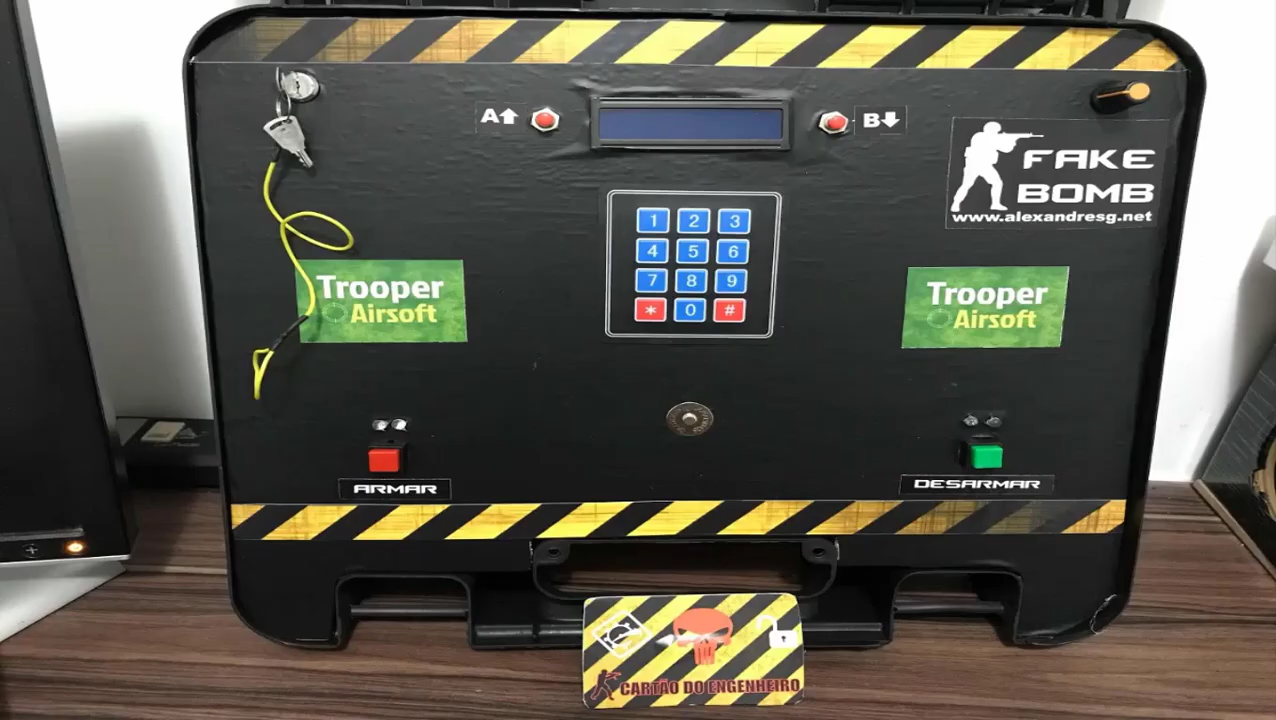 A
B
FAKE
BOMB
www.alexandresg.net
1 2 3
4 5 6
7 8 9
* 0 #
Trooper
Airsoft
Trooper
Airsoft
ARMAR
DESARMAR
CARTÃO DO ENGENHEIRO